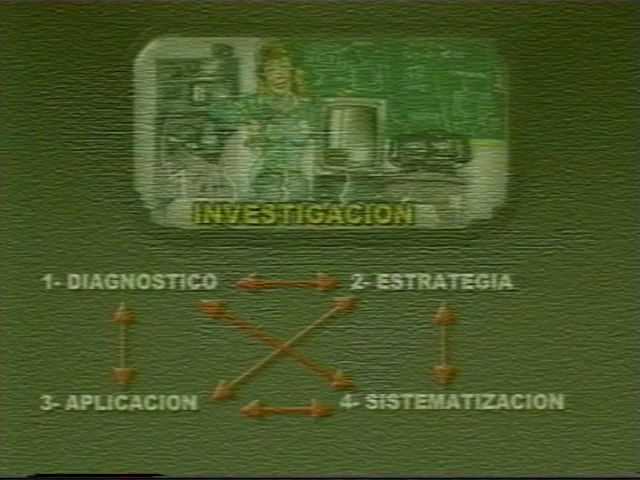 INVESTIGACION
1- DIAGNOSTICO
2- ESTRATEGIA
3- APLICACION
4- SISTEMATIZACION